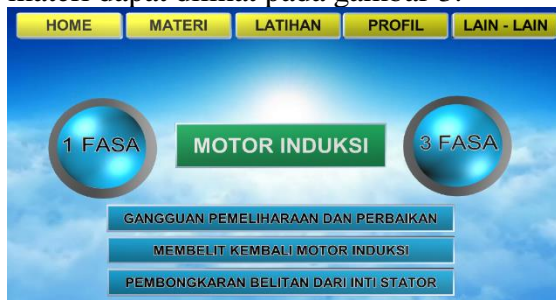 materi dapat dilihat pada gambar 3.
HOME MATERI LATIHAN PROFIL LAIN - LAIN
1 FASA MOTOR INDUKSI 3 FASA
GANGGUAN PEMELIHARAAN DAN PERBAIKAN
MEMBELIT KEMBALI MOTOR INDUKSI
PEMBONGKARAN BELITAN DARI INTI STATOR